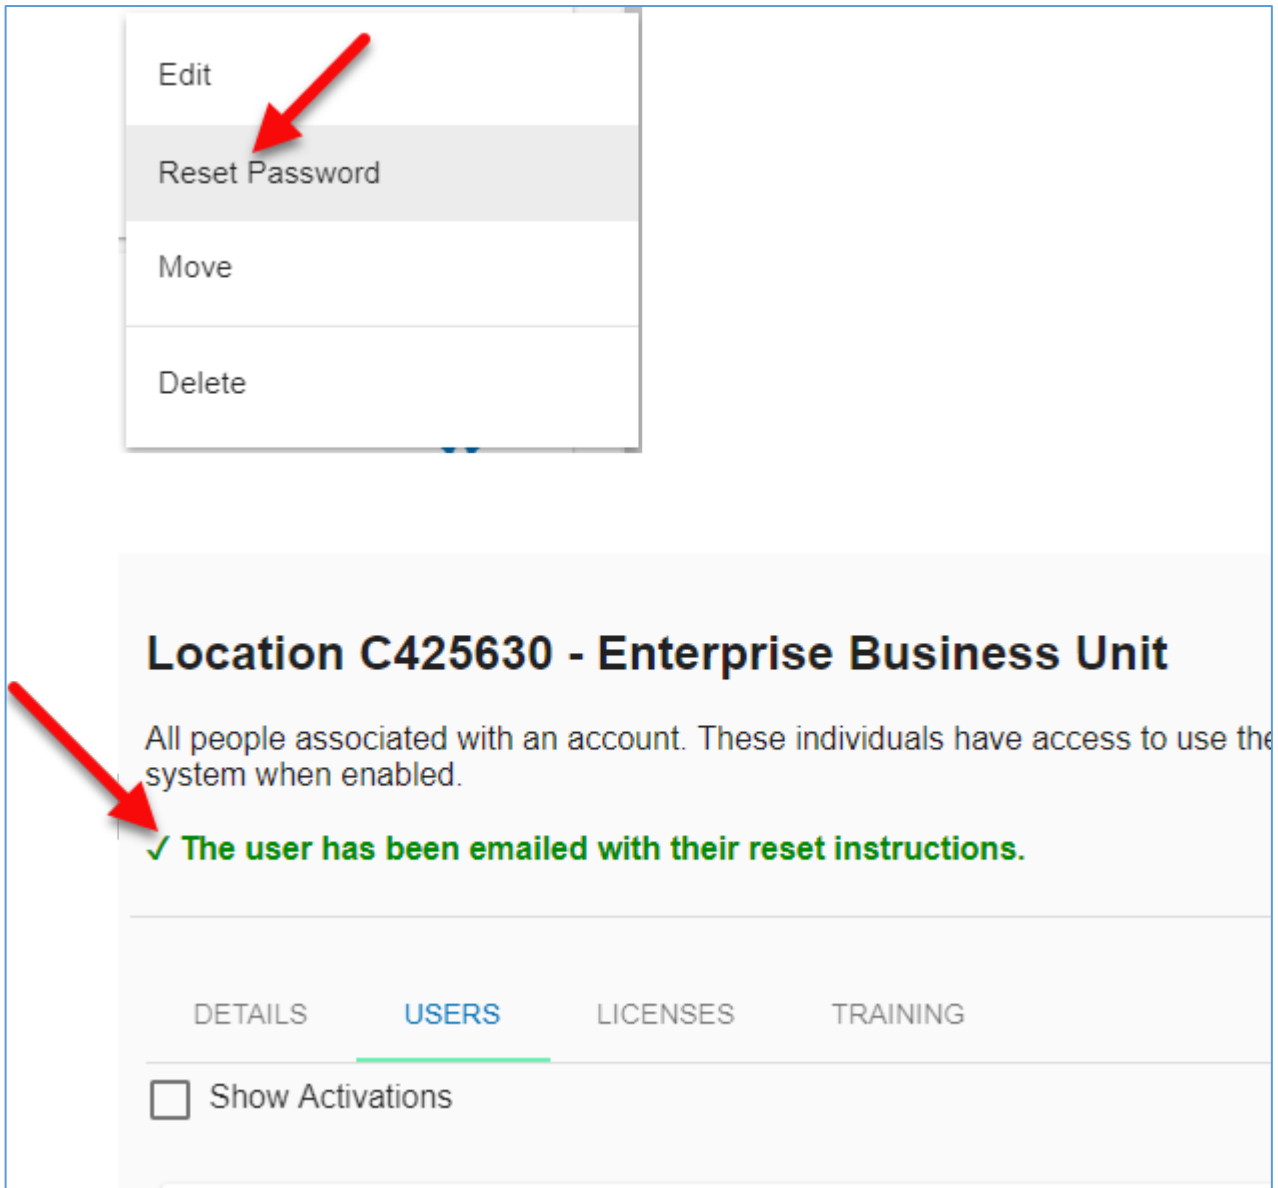 Edit
Reset Password
Move
Delete
Location C425630 - Enterprise Business Unit
All people associated with an account. These individuals have access to use the
system when enabled.
✓ The user has been emailed with their reset instructions.
DETAILS USERS LICENSES TRAINING
Show Activations